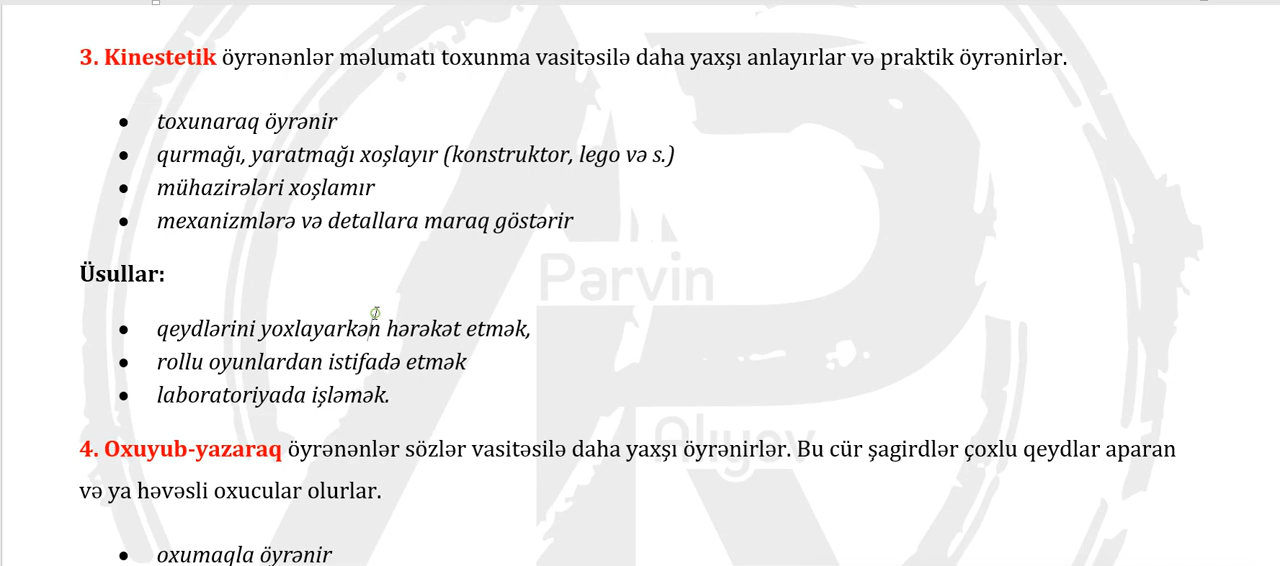 3. Kinestetik öyrənənlər məlumatı toxunma vasitəsilə daha yaxşı anlayırlar və praktik öyrənirlər.
• toxunaraq öyrənir
• qurmağı, yaratmağı xoşlayır (konstruktor, lego və s.)
• mühazirələri xoşlamır
• mexanizmlərə və detallara maraq göstərir
Pərvin
Üsullar:
• qeydlərini yoxlayarkən hərəkət etmək,
• rollu oyunlardan istifadə etmək
• laboratoriyada işləmək.
Əliyev
4. Oxuyub-yazaraq öyrənənlər sözlər vasitəsilə daha yaxşı öyrənirlər. Bu cür şagirdlər çoxlu qeydlər aparan
və ya həvəsli oxucular olurlar.
• oxumaqla öyrənir